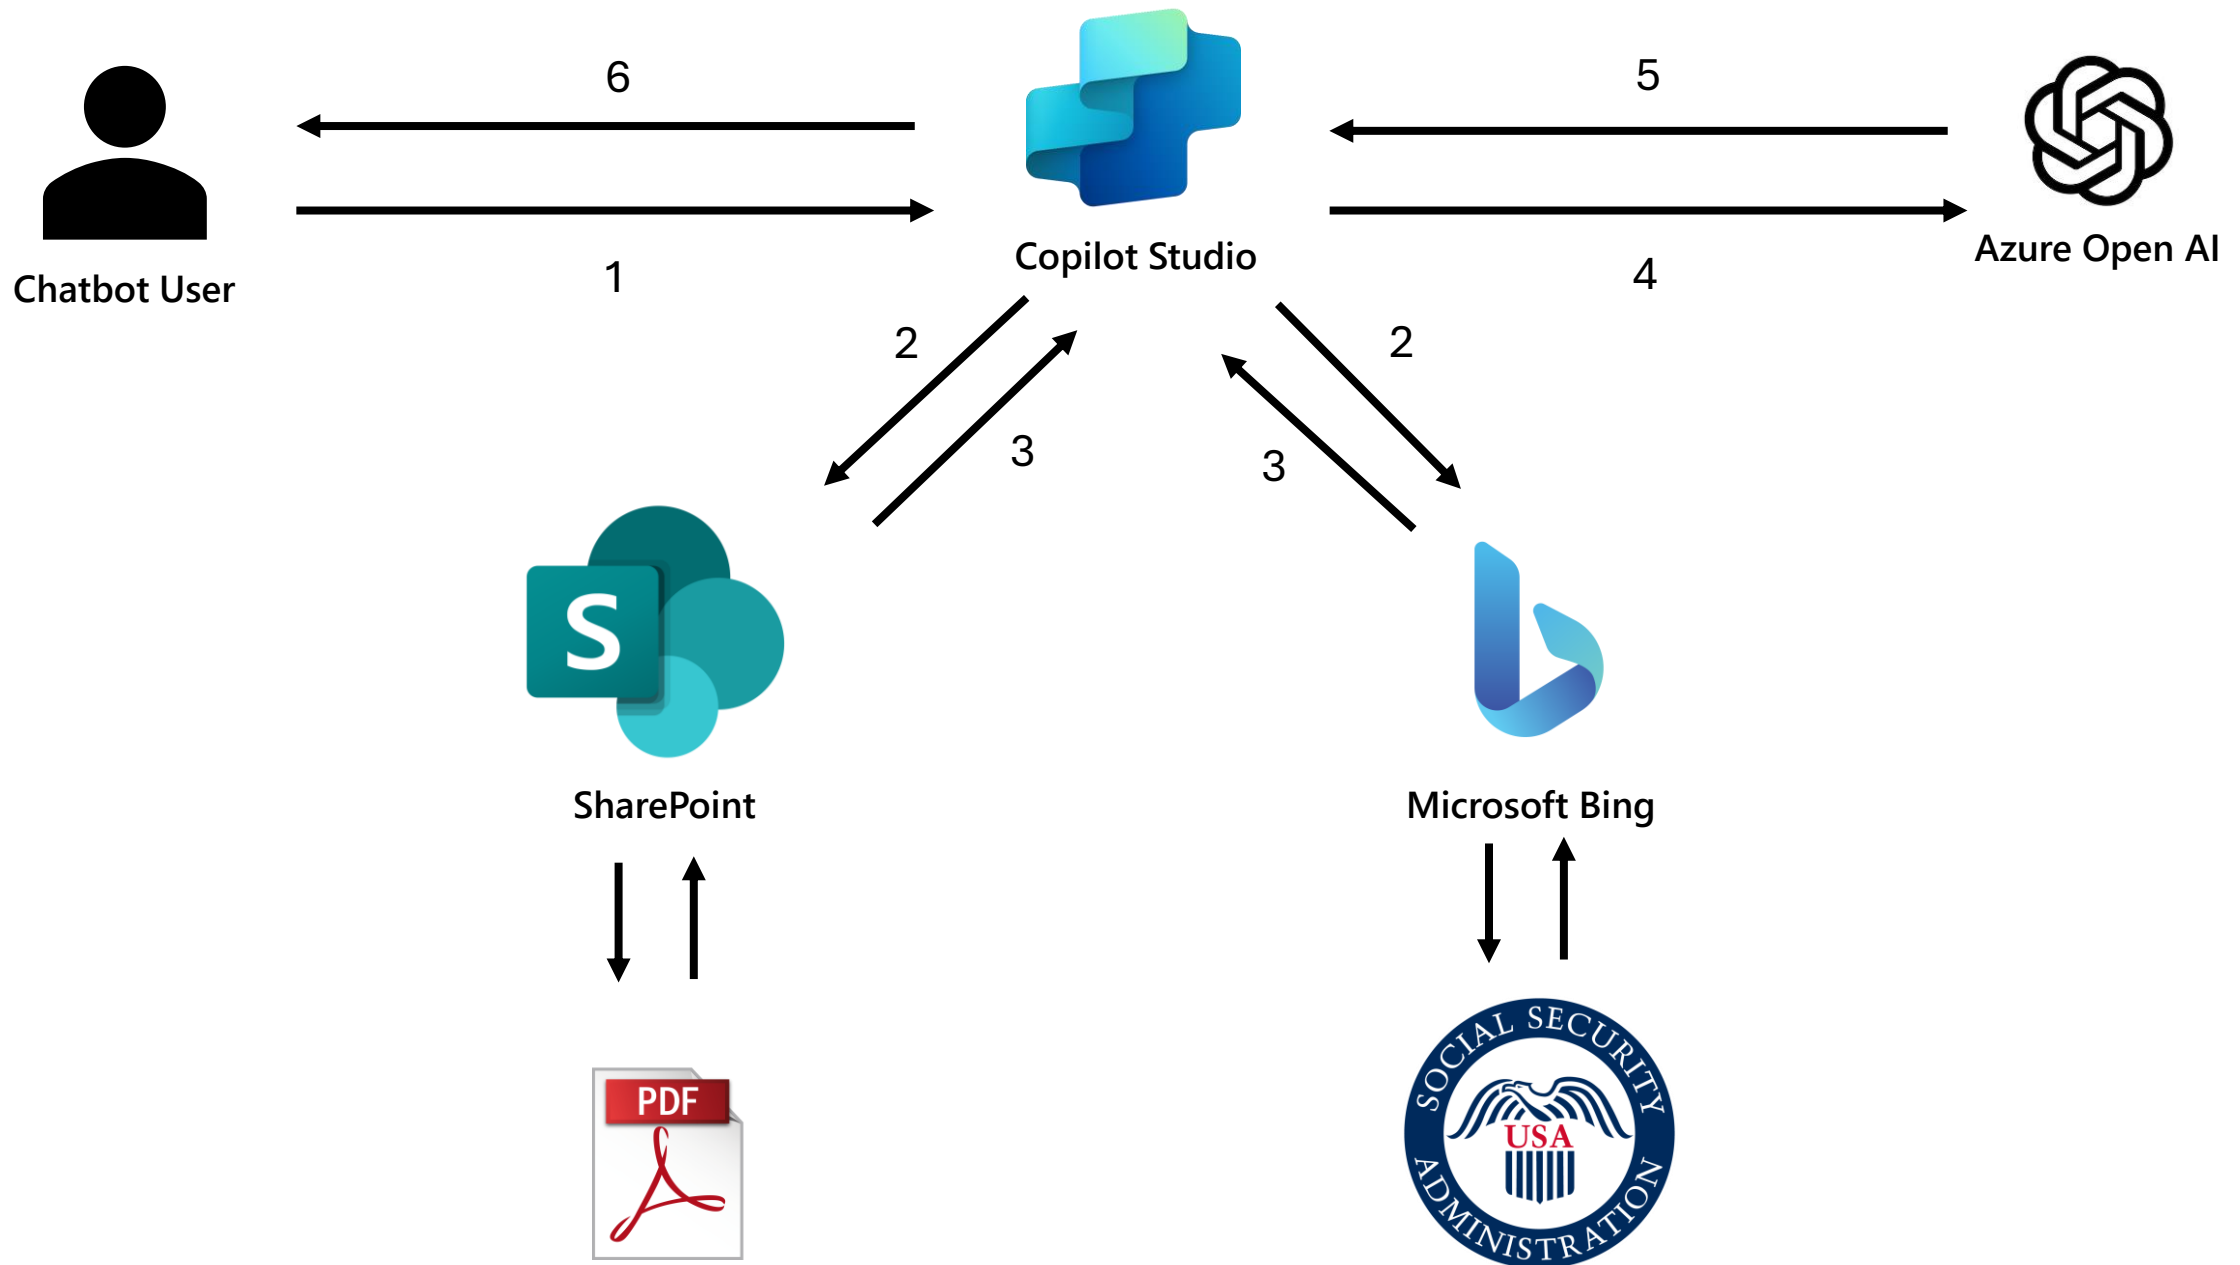 6
5
Chatbot User
1
Copilot Studio
4
Azure Open AI
2
2
3
3
S
SharePoint
Microsoft Bing
PDF
SOCIAL SECURITY
USA
ADMINISTRATION